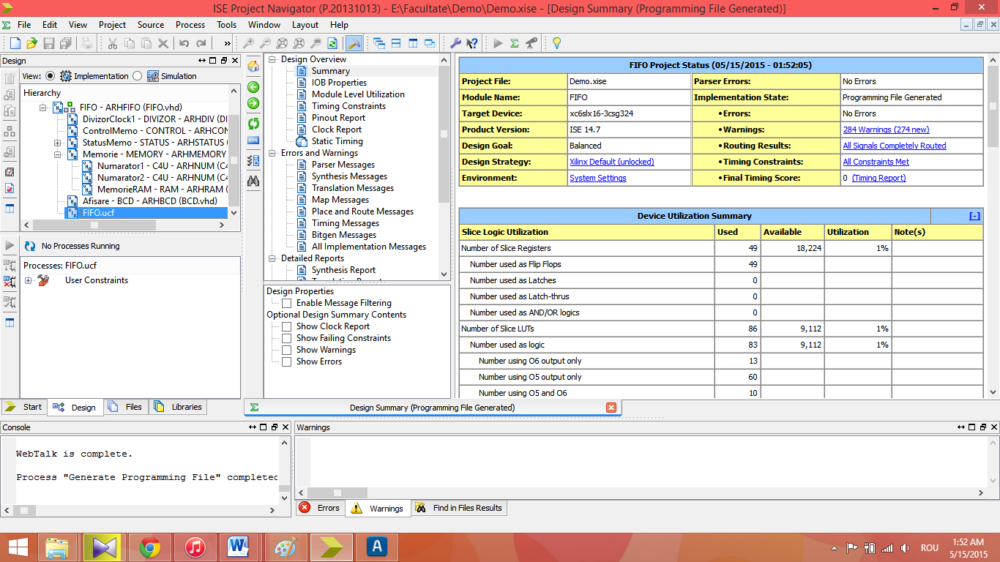 ISE Project Navigator (P.20131013) - E:\Facultate\Demo\Demo.xise - [Design Summary (Programming File Generated)]
File Edit View Project Source Process Tools Window Layout Help
Design
View: Implementation Simulation
Hierarchy
FIFO - ARHFIFO (FIFO.vhd)
DivizorClock1 - DIVIZOR - ARHDIV (DI
ControlMemo - CONTROL - ARHCON
StatusMemo - STATUS - ARHSTATUS (
Memorie - MEMORY - ARHMEMORY
Numarator1 - C4U - ARHNUM (C4
Numarator2 - C4U - ARHNUM (C4
MemorieRAM - RAM - ARHRAM (
Afisare - BCD - ARHBCD (BCD.vhd)
FIFO.ucf
No Processes Running
Processes: FIFO.ucf
User Constraints
Start Design Files Libraries
Design Overview
Summary
IOB Properties
Module Level Utilization
Timing Constraints
Pinout Report
Clock Report
Static Timing
Errors and Warnings
Parser Messages
Synthesis Messages
Translation Messages
Map Messages
Place and Route Messages
Timing Messages
Bitgen Messages
All Implementation Messages
Detailed Reports
Synthesis Report
Design Properties
Enable Message Filtering
Optional Design Summary Contents
Show Clock Report
Show Failing Constraints
Show Warnings
Show Errors
FIFO Project Status (05/15/2015 - 01:52:05)
Project File: Demo.xise Parser Errors: No Errors
Module Name: FIFO Implementation State: Programming File Generated
Target Device: xc6slx16-3csg324 •Errors: No Errors
Product Version: ISE 14.7 •Warnings: 284 Warnings (274 new)
Design Goal: Balanced •Routing Results: All Signals Completely Routed
Design Strategy: Xilinx Default (unlocked) •Timing Constraints: All Constraints Met
Environment: System Settings •Final Timing Score: 0 (Timing Report)
Device Utilization Summary [-]
Slice Logic Utilization Used Available Utilization Note(s)
Number of Slice Registers 49 18,224 1%
Number used as Flip Flops 49
Number used as Latches 0
Number used as Latch-thrus 0
Number used as AND/OR logics 0
Number of Slice LUTs 86 9,112 1%
Number used as logic 83 9,112 1%
Number using O6 output only 13
Number using O5 output only 60
Number using O5 and O6 10
Design Summary (Programming File Generated)
Console
WebTalk is complete.
Process "Generate Programming File" completed
Warnings
Errors Warnings Find in Files Results
ROU
1:52 AM
5/15/2015